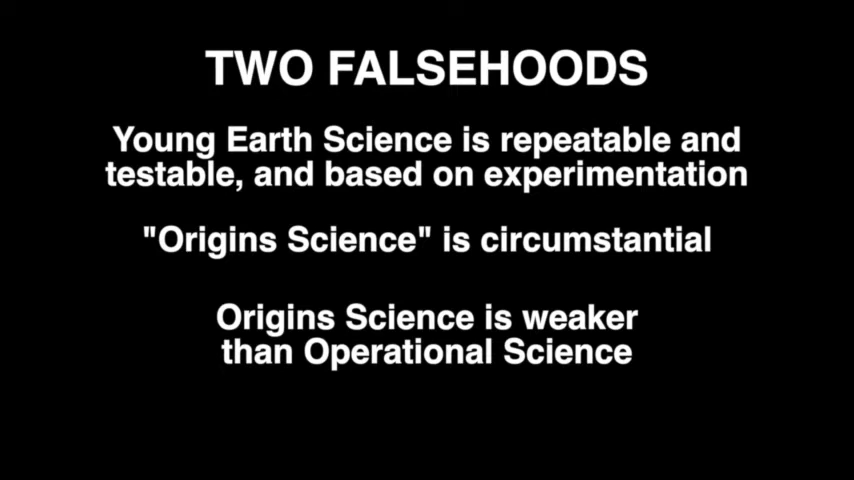 TWO FALSEHOODS
Young Earth Science is repeatable and
testable, and based on experimentation
"Origins Science" is circumstantial
Origins Science is weaker
than Operational Science